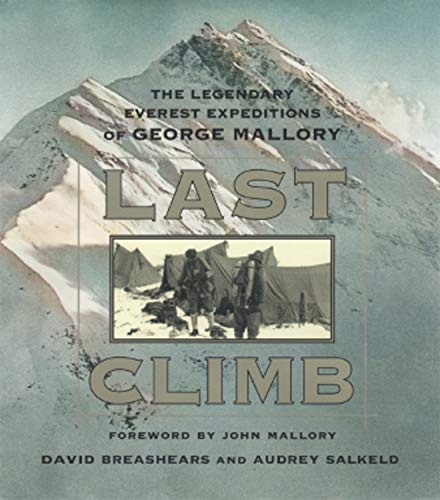 THE LEGENDARY
EVEREST EXPEDITIONS
OF GEORGE MALLORY
LAST
CLIMB
FOREWORD BY JOHN MALLORY
DAVID BREASHEARS AND AUDREY SALKELD